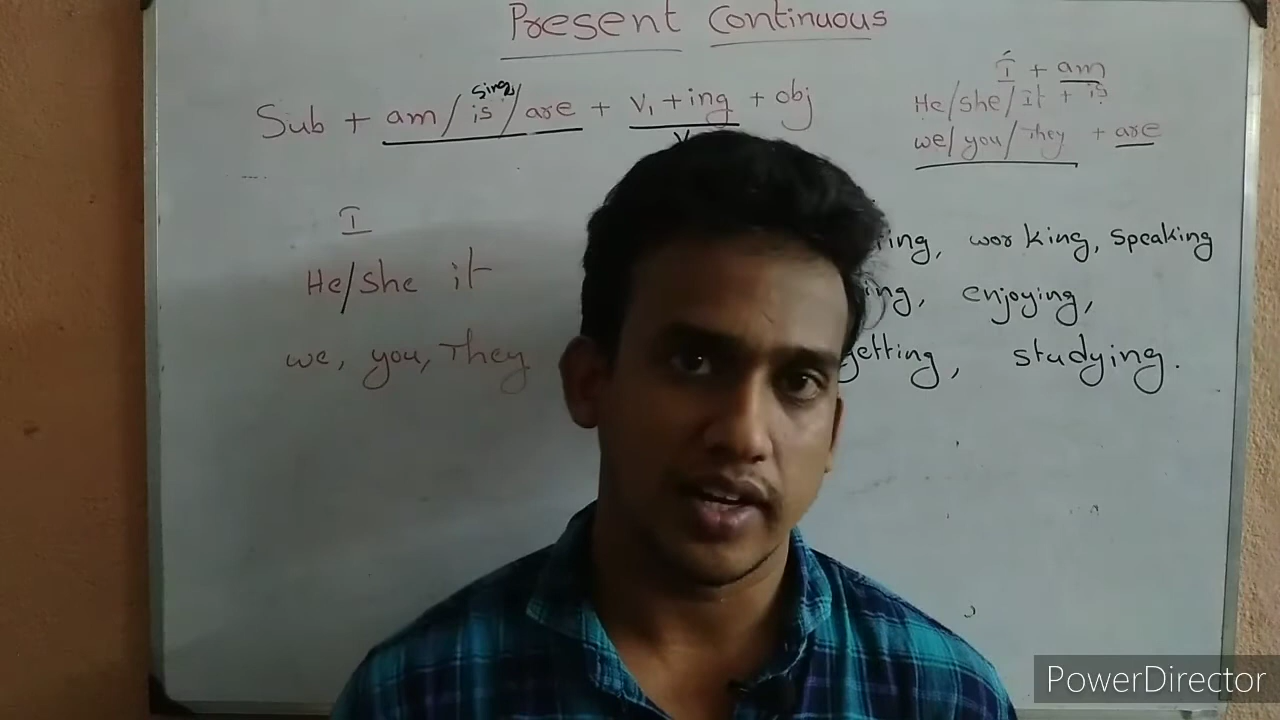 Present Continuous
Sub + am / is / are + V₁ + ing + obj
I + am
He/she/it + is
we/you/They + are
I
He/she it
we, you, They
working, speaking
enjoying,
getting, studying.
PowerDirector